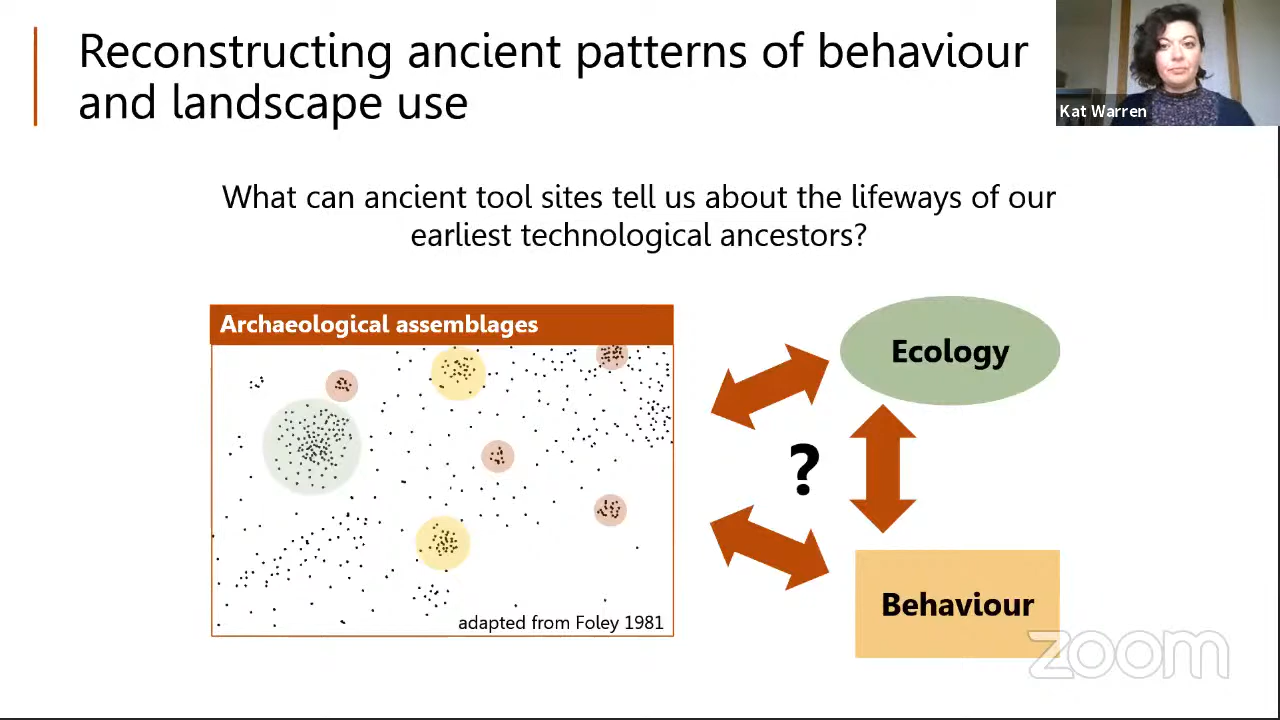 Reconstructing ancient patterns of behaviour
and landscape use
Kat Warren
What can ancient tool sites tell us about the lifeways of our
earliest technological ancestors?
Archaeological assemblages
adapted from Foley 1981
Ecology
?
Behaviour
zoom